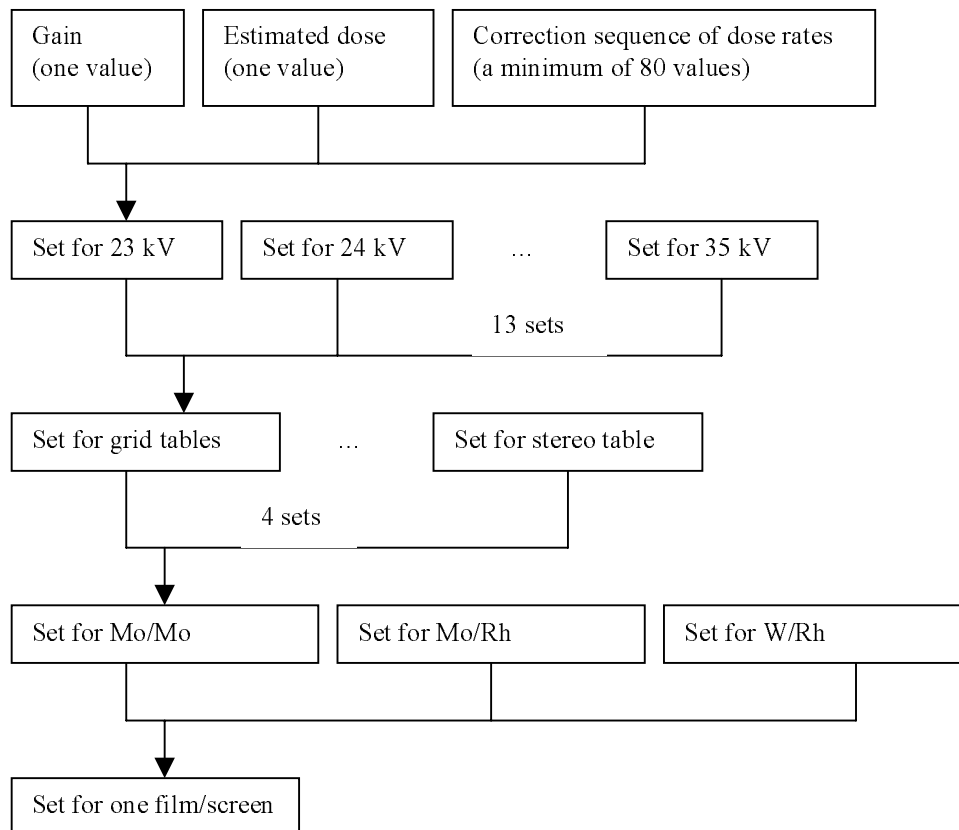 Gain
(one value)
Estimated dose
(one value)
Correction sequence of dose rates
(a minimum of 80 values)
Set for 23 kV
Set for 24 kV
...
Set for 35 kV
13 sets
Set for grid tables
...
Set for stereo table
4 sets
Set for Mo/Mo
Set for Mo/Rh
Set for W/Rh
Set for one film/screen